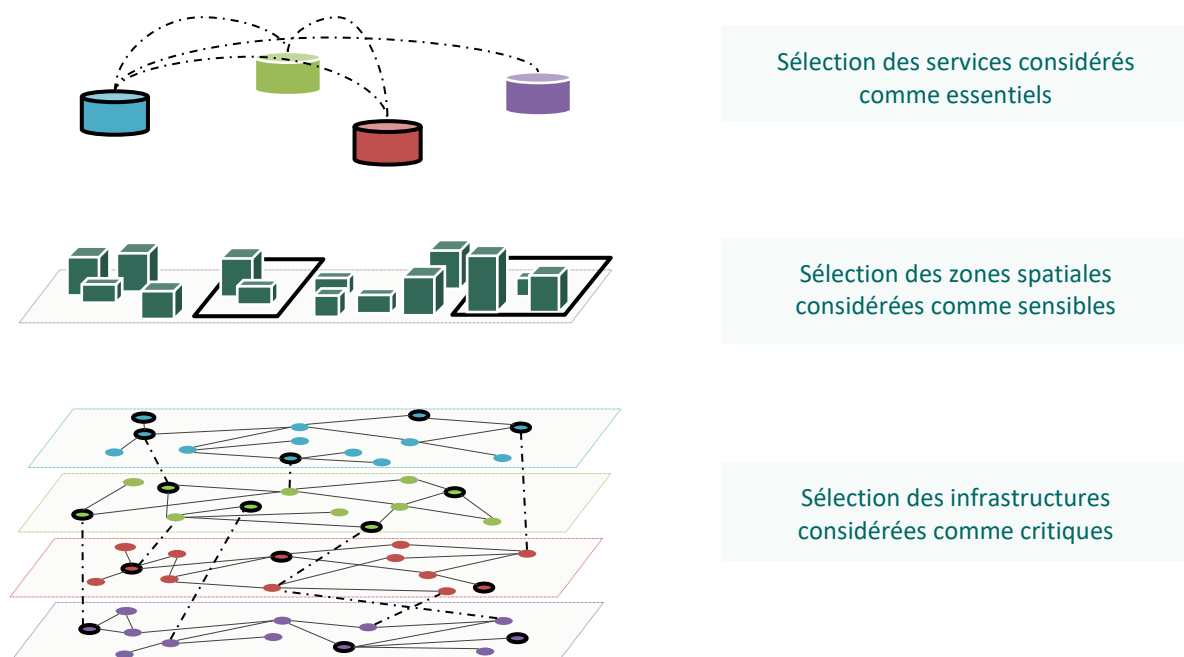 Sélection des services considérés
comme essentiels
Sélection des zones spatiales
considérées comme sensibles
Sélection des infrastructures
considérées comme critiques